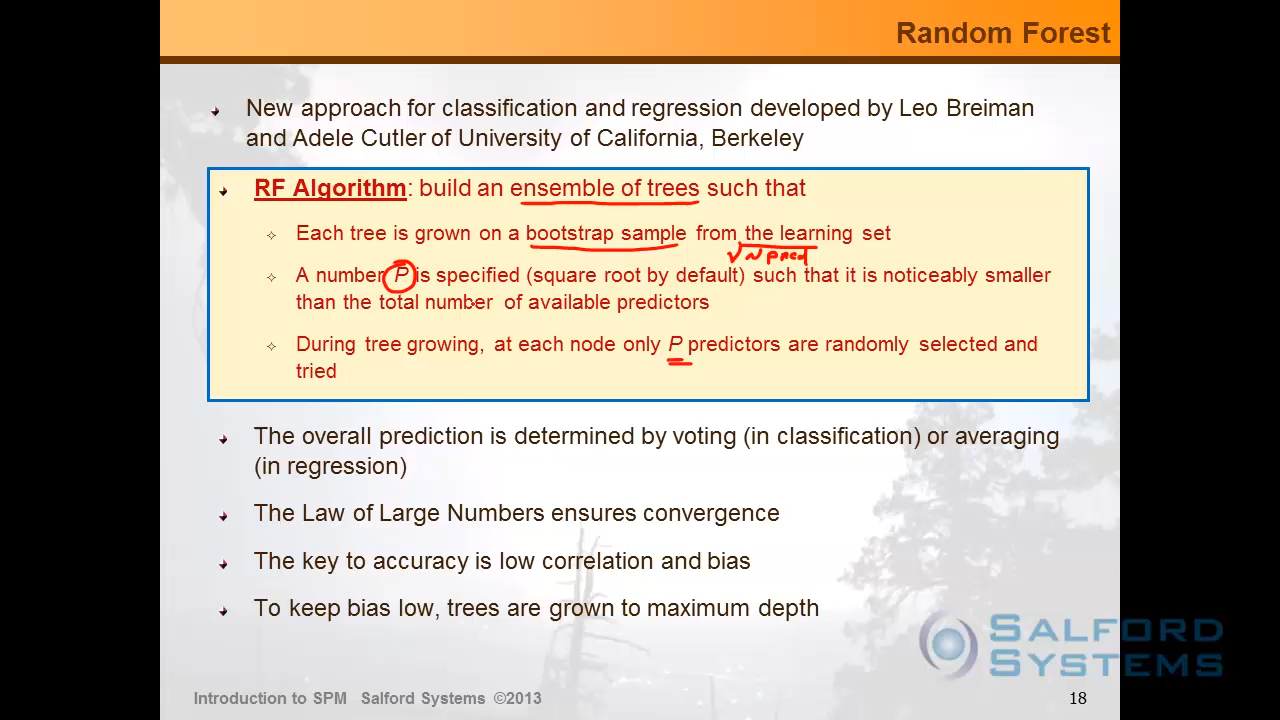 Random Forest
New approach for classification and regression developed by Leo Breiman
and Adele Cutler of University of California, Berkeley
RF Algorithm: build an ensemble of trees such that
Each tree is grown on a bootstrap sample from the learning set
√N pred
A number P is specified (square root by default) such that it is noticeably smaller
than the total number of available predictors
During tree growing, at each node only P predictors are randomly selected and
tried
The overall prediction is determined by voting (in classification) or averaging
(in regression)
The Law of Large Numbers ensures convergence
The key to accuracy is low correlation and bias
To keep bias low, trees are grown to maximum depth
SALFORD
SYSTEMS
Introduction to SPM Salford Systems ©2013
18